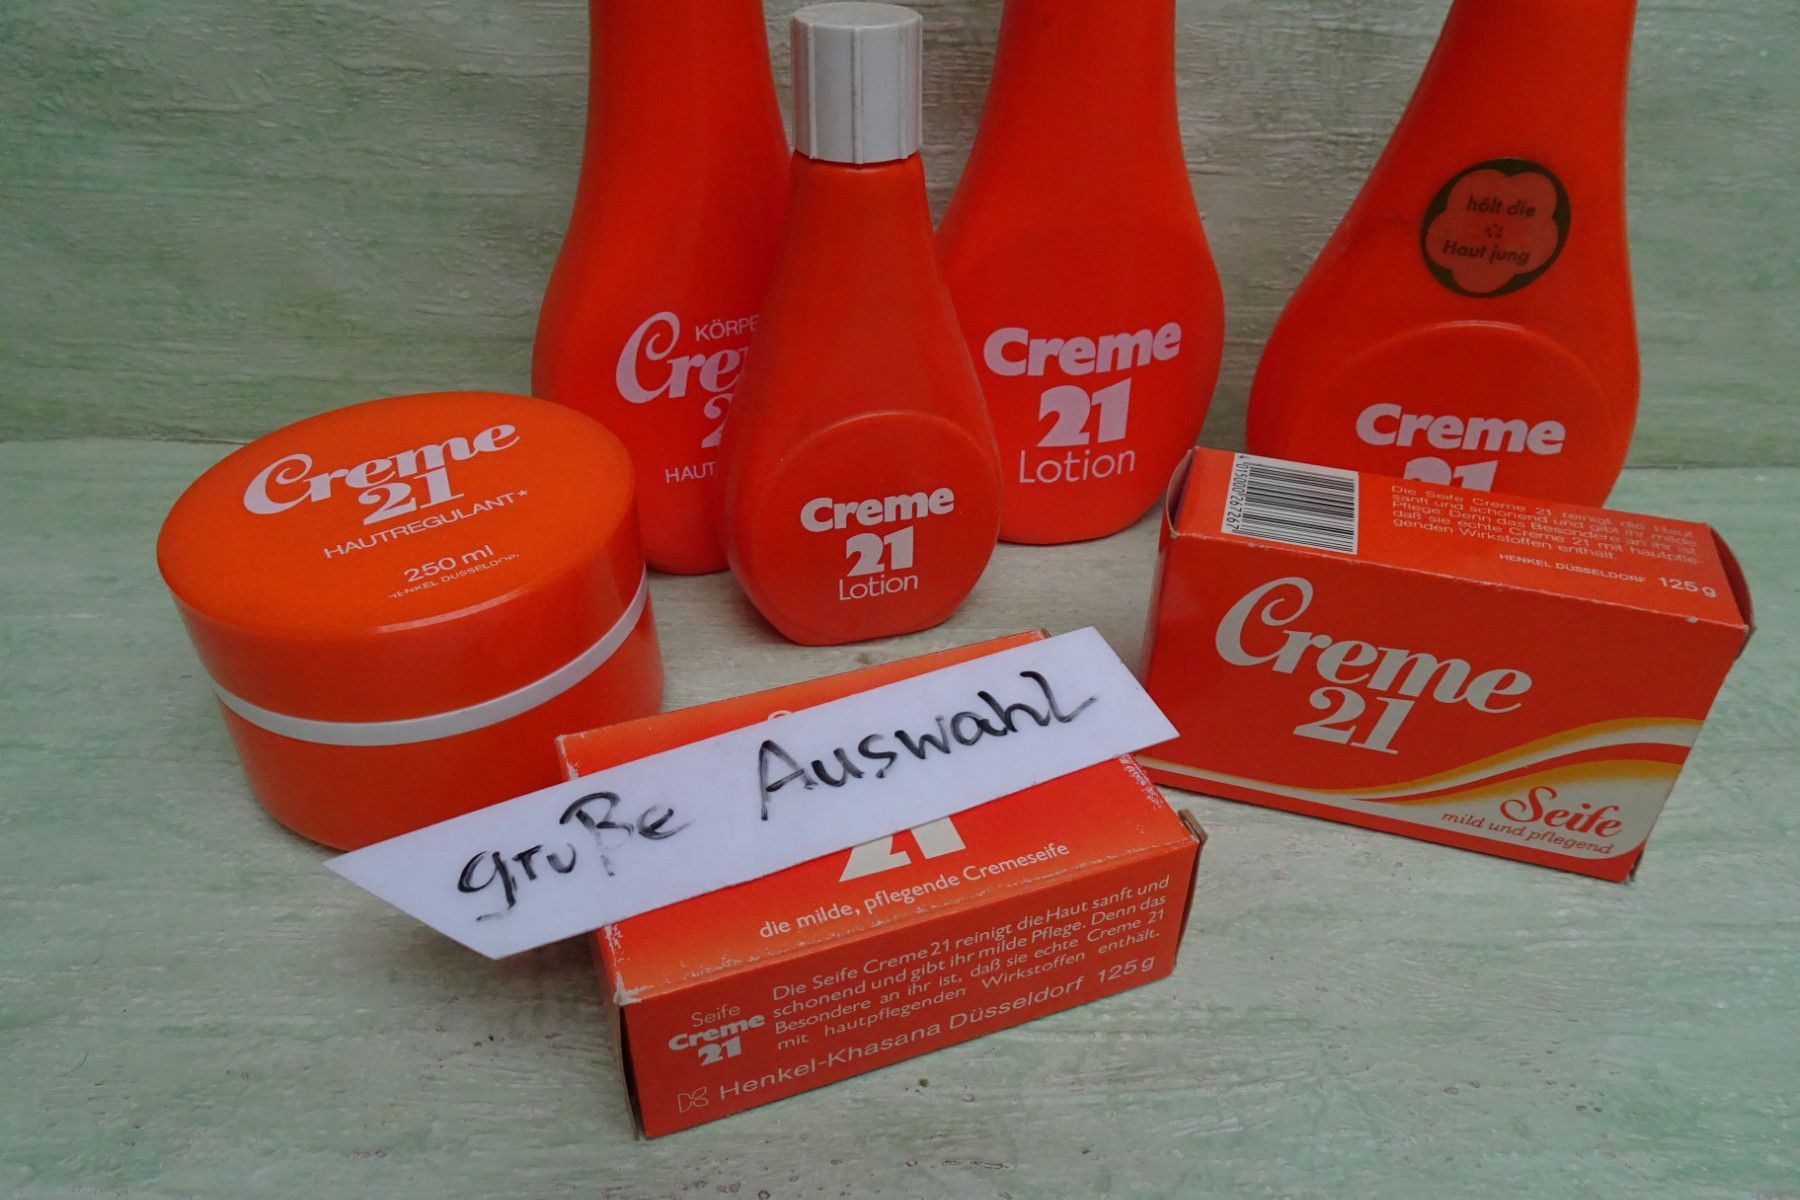 KÖRPE
Cre
2
HAUT
Creme
21
Lotion
Creme
21
Lotion
hält die
Haut jung
Creme
21
Creme
21
HAUTREGULANT*
250 ml
HENKEL DÜSSELDORF
4015000267267
Die Seife Creme 21 reinigt die Haut
sanft und schonend und gibt ihr milde
Pflege. Denn das Besondere an ihr ist,
daß sie echte Creme 21 mit hautpfle-
genden Wirkstoffen enthält.
HENKEL DÜSSELDORF 125 g
Creme
21
Seife
mild und pflegend
große Auswahl
21
die milde, pflegende Cremeseife
Seife
Creme
21
Die Seife Creme 21 reinigt die Haut sanft und
schonend und gibt ihr milde Pflege. Denn das
Besondere an ihr ist, daß sie echte Creme 21
mit hautpflegenden Wirkstoffen enthält.
Henkel-Khasana Düsseldorf 125 g